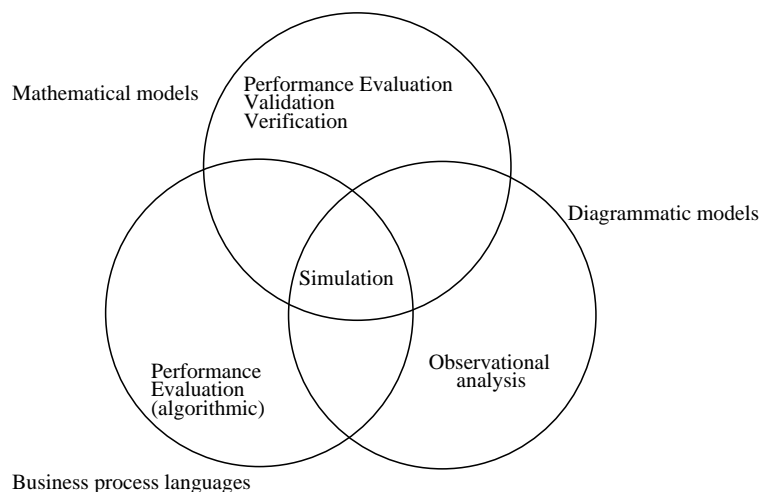 Mathematical models
Performance Evaluation
Validation
Verification
Diagrammatic models
Simulation
Performance
Evaluation
(algorithmic)
Observational
analysis
Business process languages